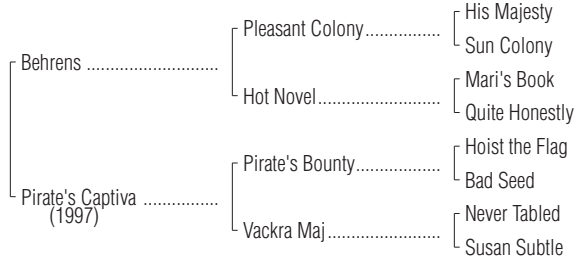 His Majesty
Pleasant Colony..................
Sun Colony
Behrens ................................
Mari's Book
Hot Novel.............................
Quite Honestly
Hoist the Flag
Pirate's Bounty....................
Bad Seed
Pirate's Captiva ..................
(1997)
Never Tabled
Vackra Maj...........................
Susan Subtle